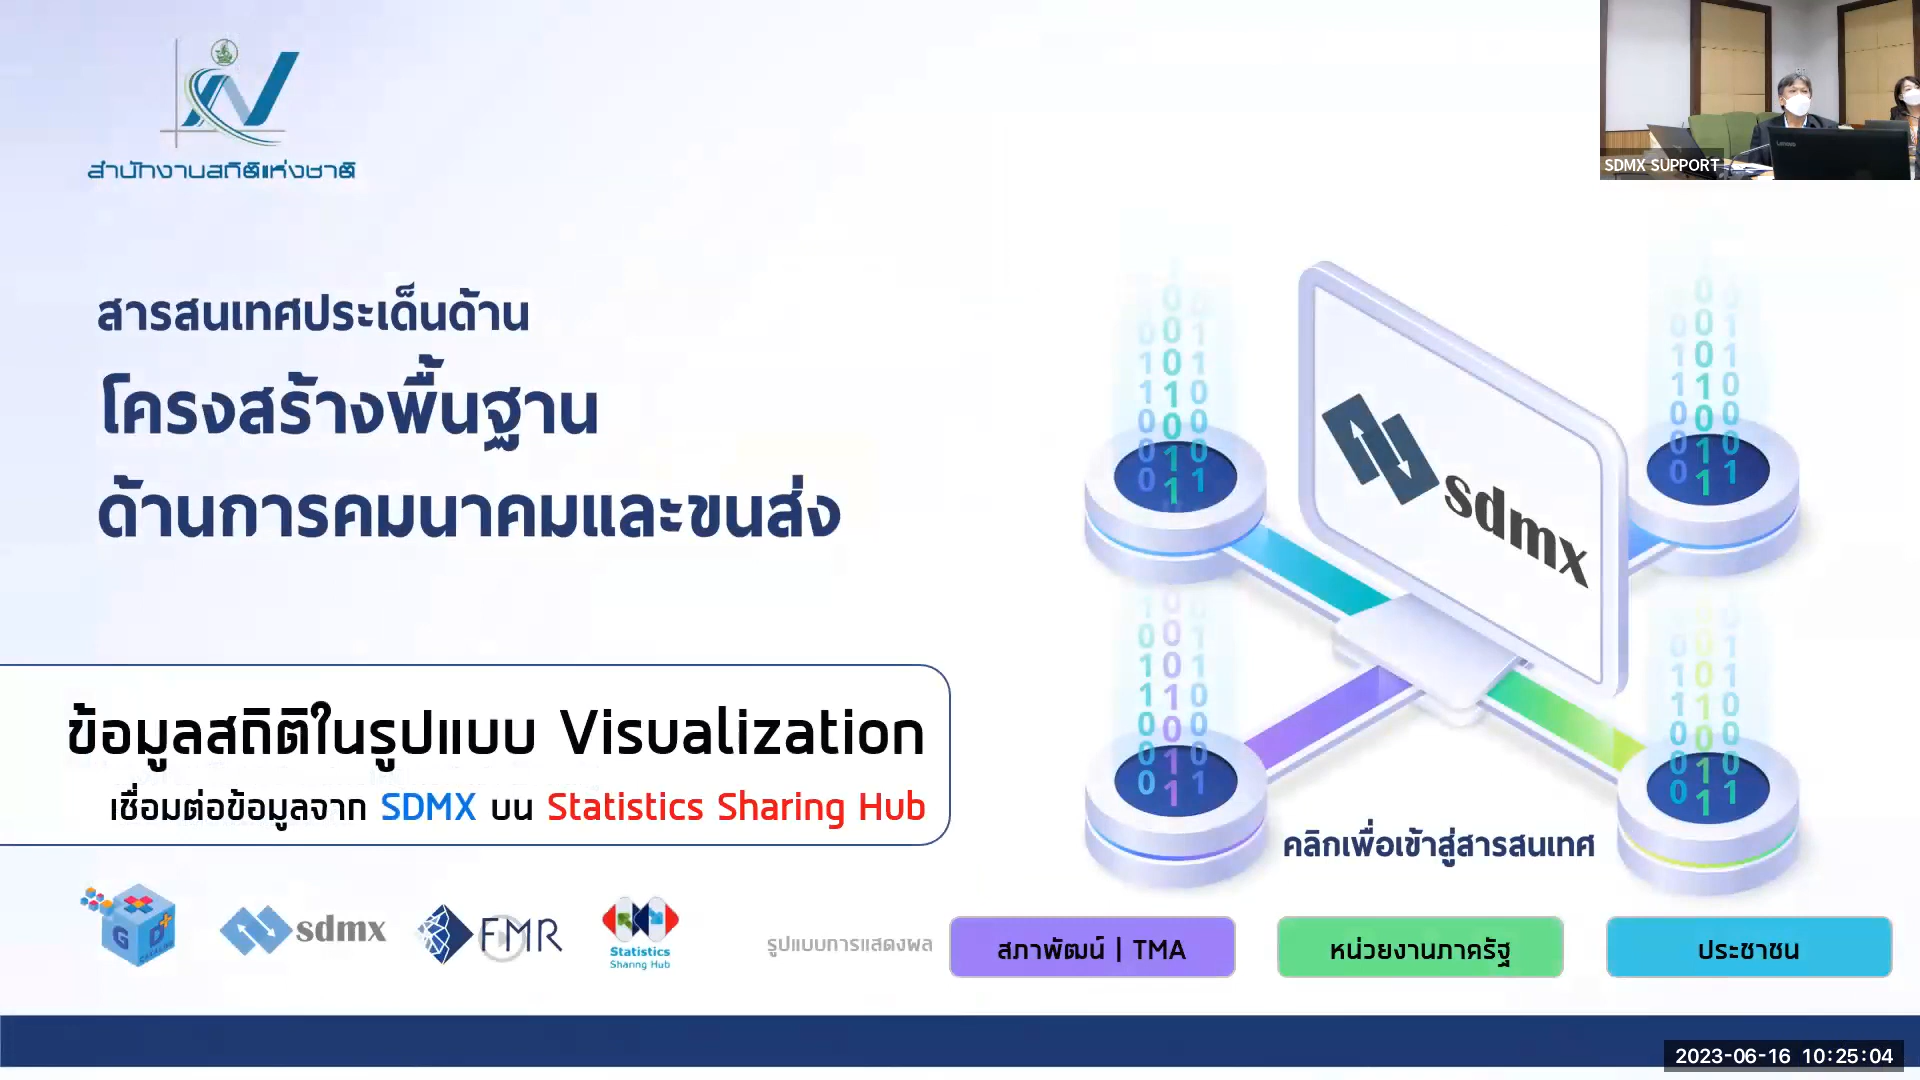 สำนักงานสถิติแห่งชาติ
SDMX SUPPORT
สารสนเทศประเด็นด้าน
โครงสร้างพื้นฐาน
ด้านการคมนาคมและขนส่ง
sdmx
ข้อมูลสถิติในรูปแบบ Visualization
เชื่อมต่อข้อมูลจาก SDMX บน Statistics Sharing Hub
คลิกเพื่อเข้าสู่สารสนเทศ
GD
sdmx
FMR
Statistics
Sharing Hub
รูปแบบการแสดงผล
สภาพัฒน์ | TMA
หน่วยงานภาครัฐ
ประชาชน
2023-06-16 10:25:04